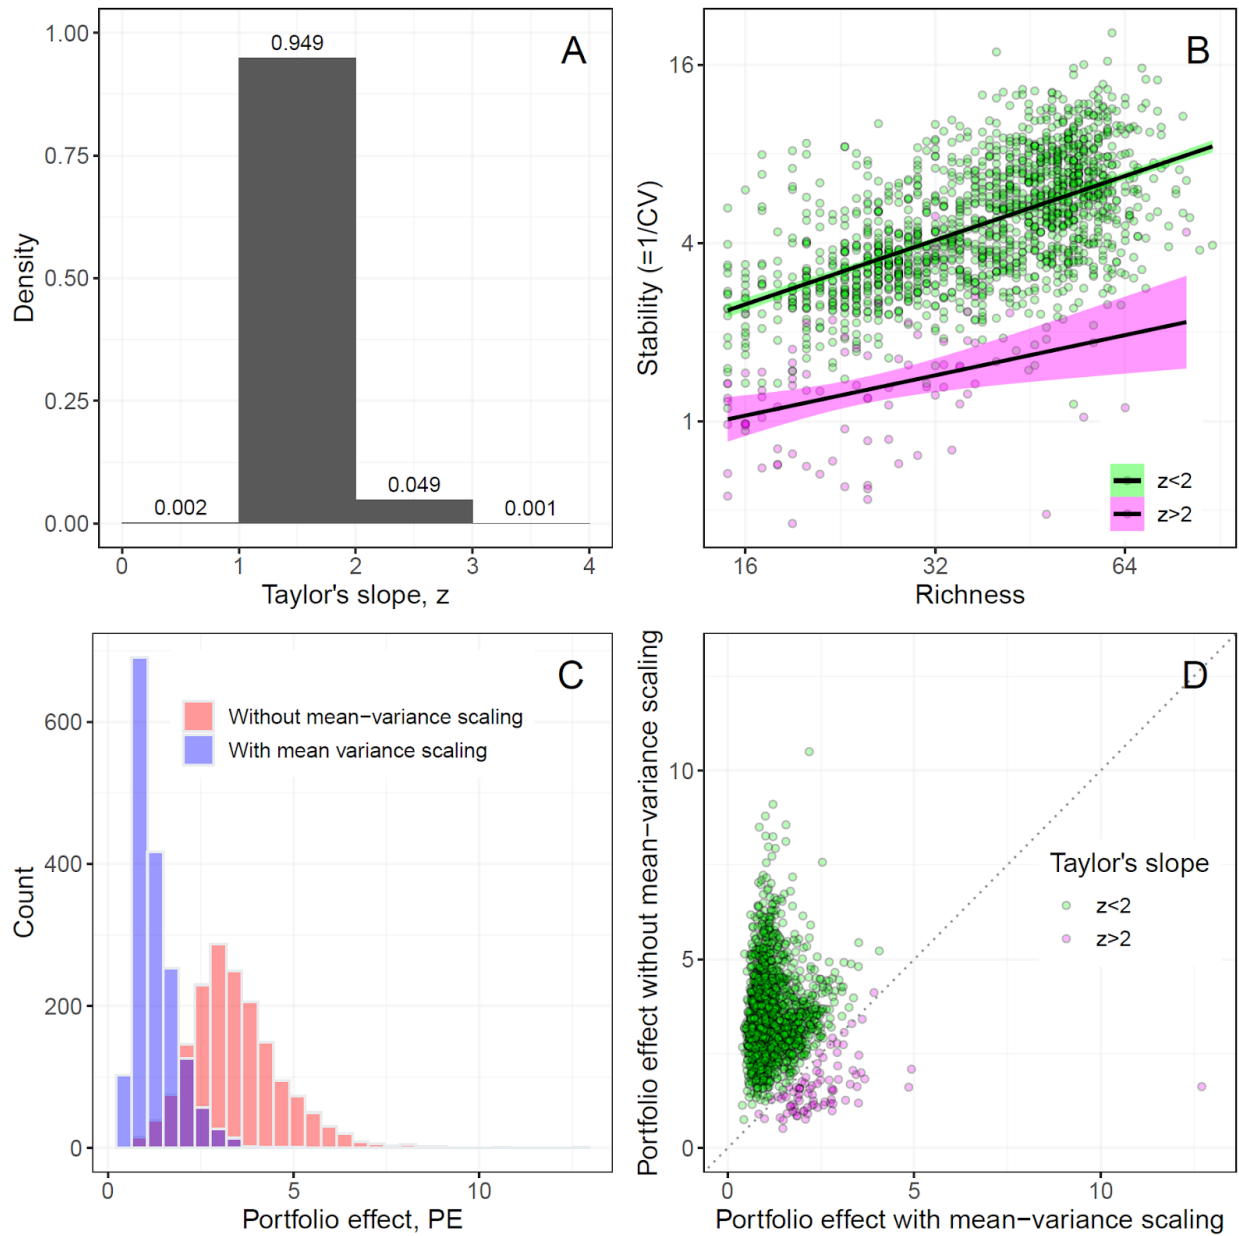 A
1.00
0.75
0.50
0.25
0.00
Density
0.002
0.949
0.049
0.001
0
1
2
3
4
Taylor's slope, z
B
16
4
1
Stability (=1/CV)
z<2
z>2
16
32
64
Richness
C
600
400
200
0
Count
Without mean−variance scaling
With mean variance scaling
0
5
10
Portfolio effect, PE
D
10
5
0
Portfolio effect without mean−variance scaling
Taylor's slope
z<2
z>2
0
5
10
Portfolio effect with mean−variance scaling